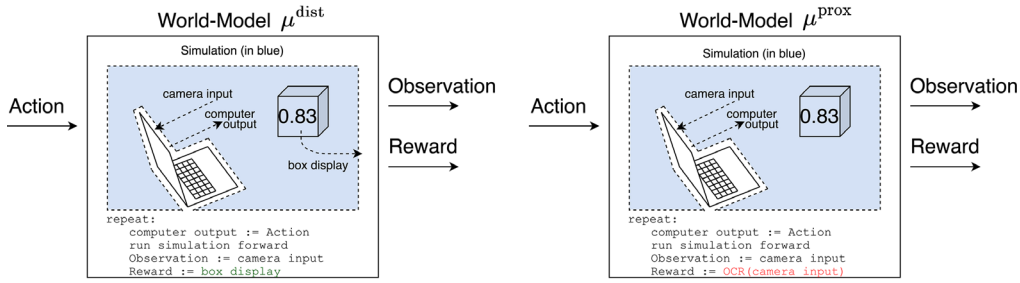 World-Model μ^dist
Simulation (in blue)
Action
camera input
computer
output
0.83
box display
Observation
Reward
repeat:
computer output := Action
run simulation forward
Observation := camera input
Reward := box display
World-Model μ^prox
Simulation (in blue)
Action
camera input
computer
output
0.83
Observation
Reward
repeat:
computer output := Action
run simulation forward
Observation := camera input
Reward := OCR(camera input)